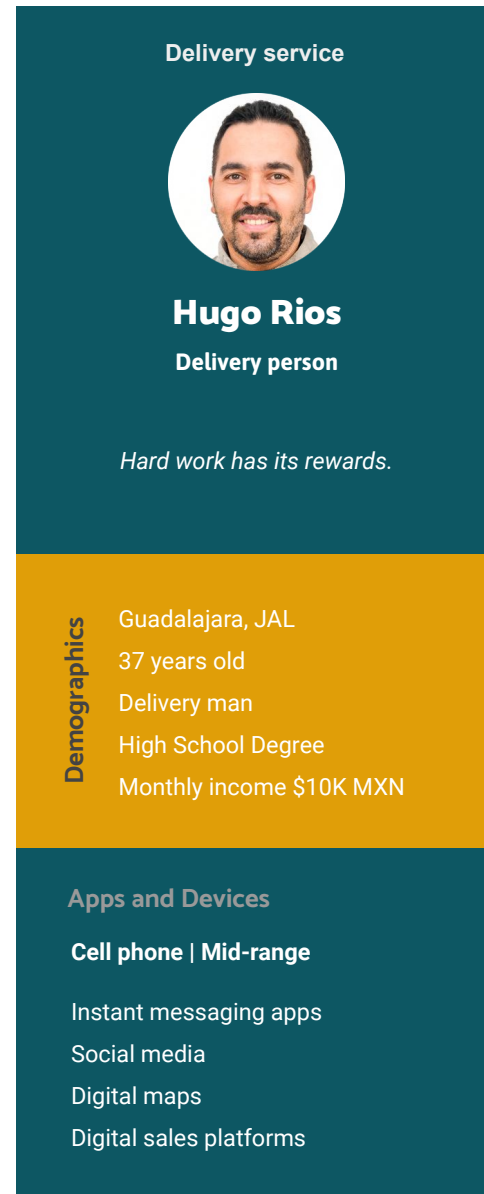 Delivery service
Hugo Rios
Delivery person
Hard work has its rewards.
Demographics
Guadalajara, JAL
37 years old
Delivery man
High School Degree
Monthly income $10K MXN
Apps and Devices
Cell phone | Mid-range
Instant messaging apps
Social media
Digital maps
Digital sales platforms